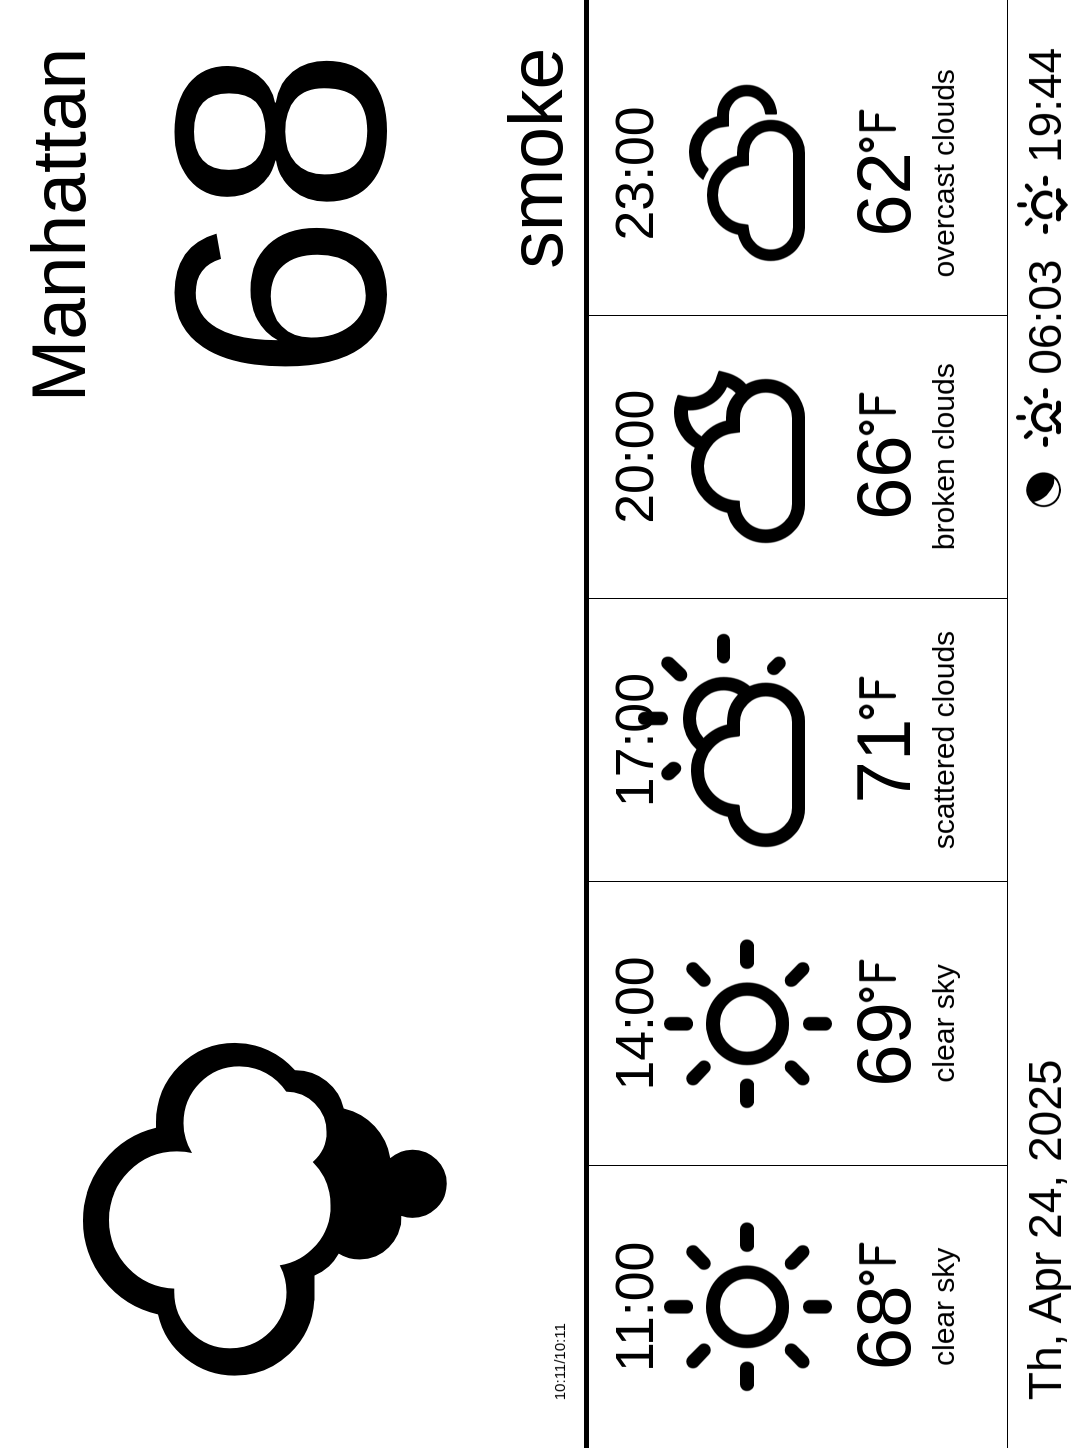 Manhattan
68
10:11/10:11 smoke
11:00 14:00 17:00 20:00 23:00
68°F 69°F 71°F 66°F 62°F
clear sky clear sky scattered clouds broken clouds overcast clouds
Th, Apr 24, 2025 06:03 19:44